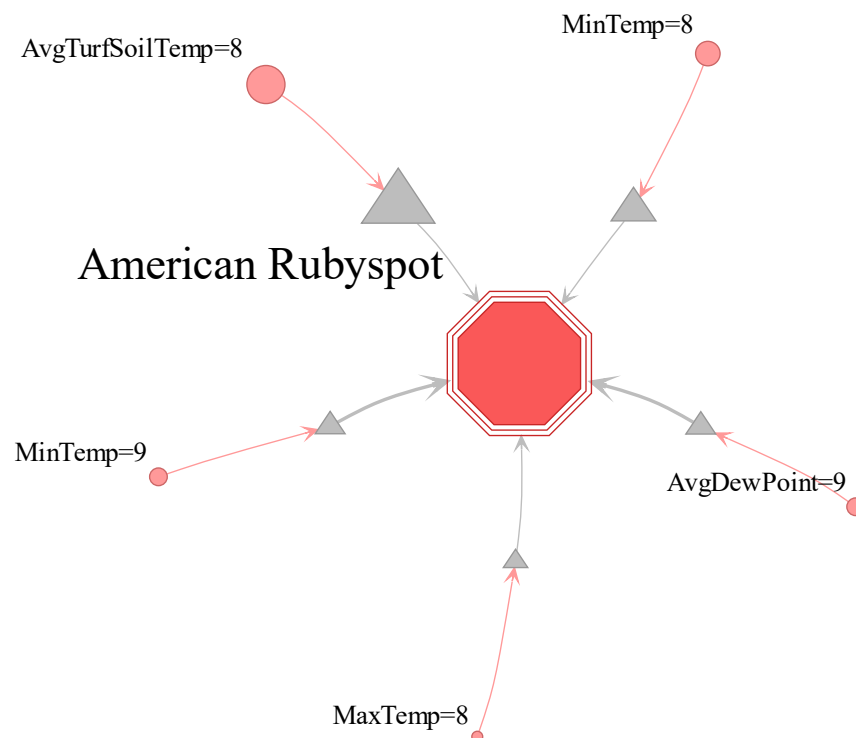 MinTemp=8
AvgTurfSoilTemp=8
American Rubyspot
MinTemp=9
AvgDewPoint=9
MaxTemp=8